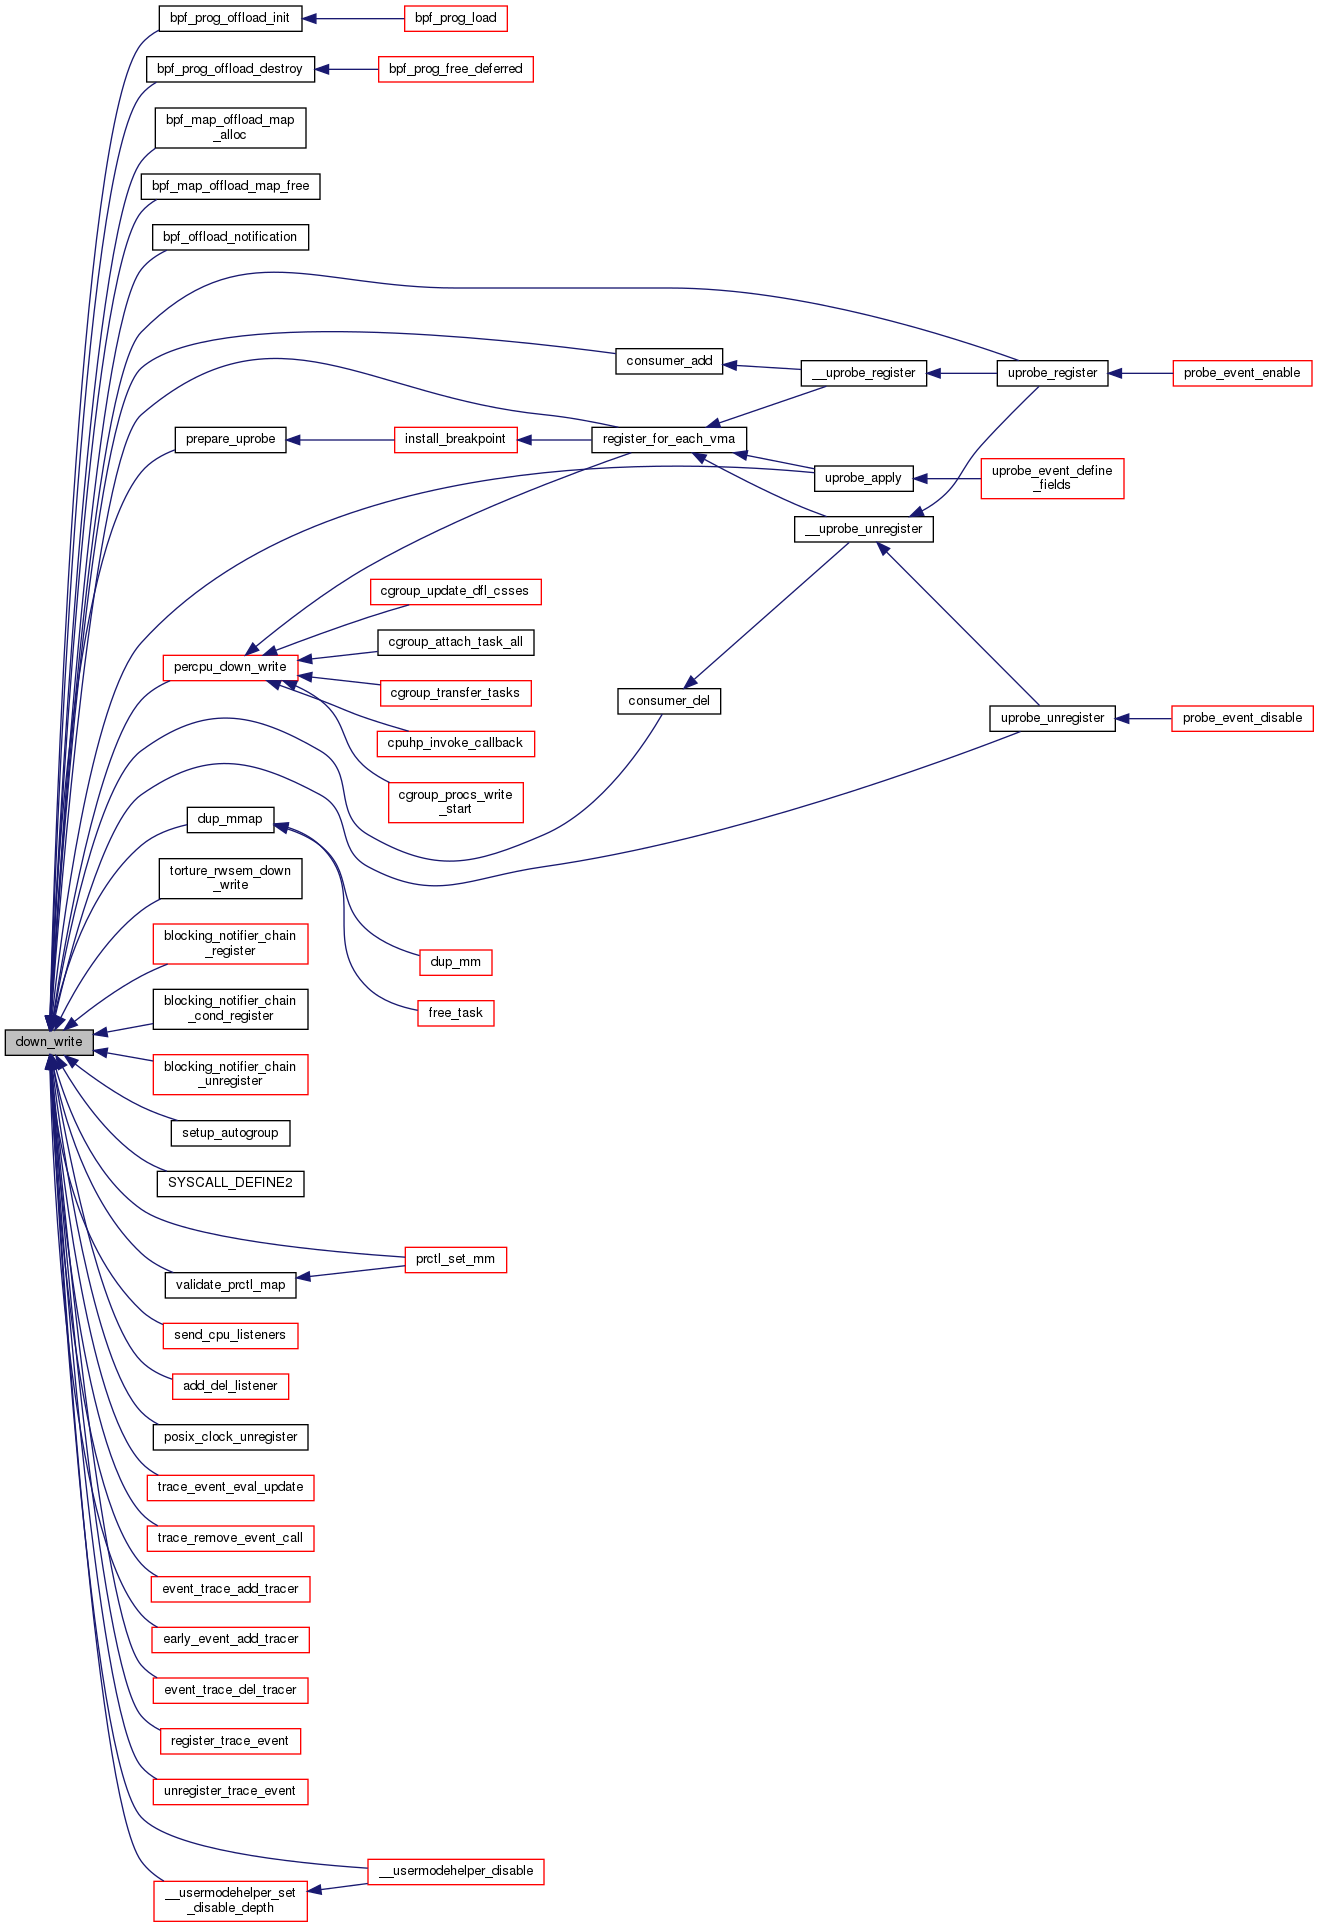 bpf_prog_offload_init
bpf_prog_load
bpf_prog_offload_destroy
bpf_prog_free_deferred
bpf_map_offload_map
_alloc
bpf_map_offload_map_free
bpf_offload_notification
consumer_add
__uprobe_register
uprobe_register
probe_event_enable
prepare_uprobe
install_breakpoint
register_for_each_vma
uprobe_apply
uprobe_event_define
_fields
__uprobe_unregister
cgroup_update_dfl_csses
cgroup_attach_task_all
percpu_down_write
cgroup_transfer_tasks
consumer_del
uprobe_unregister
probe_event_disable
cpuhp_invoke_callback
cgroup_procs_write
_start
dup_mmap
torture_rwsem_down
_write
blocking_notifier_chain
_register
dup_mm
blocking_notifier_chain
_cond_register
free_task
down_write
blocking_notifier_chain
_unregister
setup_autogroup
SYSCALL_DEFINE2
prctl_set_mm
validate_prctl_map
send_cpu_listeners
add_del_listener
posix_clock_unregister
trace_event_eval_update
trace_remove_event_call
event_trace_add_tracer
early_event_add_tracer
event_trace_del_tracer
register_trace_event
unregister_trace_event
__usermodehelper_disable
__usermodehelper_set
_disable_depth